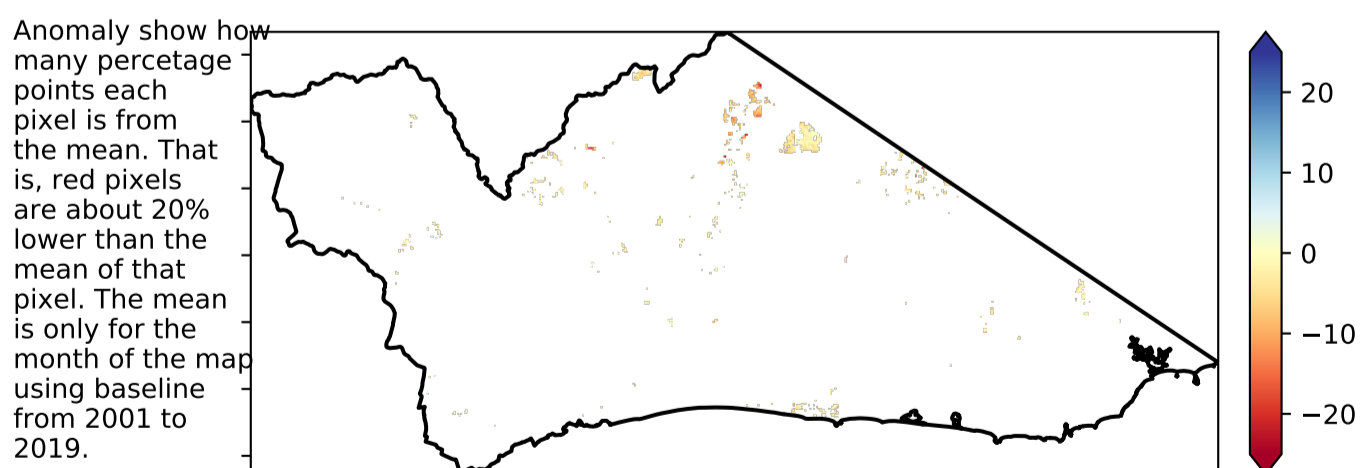 Anomaly show how
many percetage
points each
pixel is from
the mean. That
is, red pixels
are about 20%
lower than the
mean of that
pixel. The mean
is only for the
month of the map
using baseline
from 2001 to
2019.
20
10
0
−10
−20